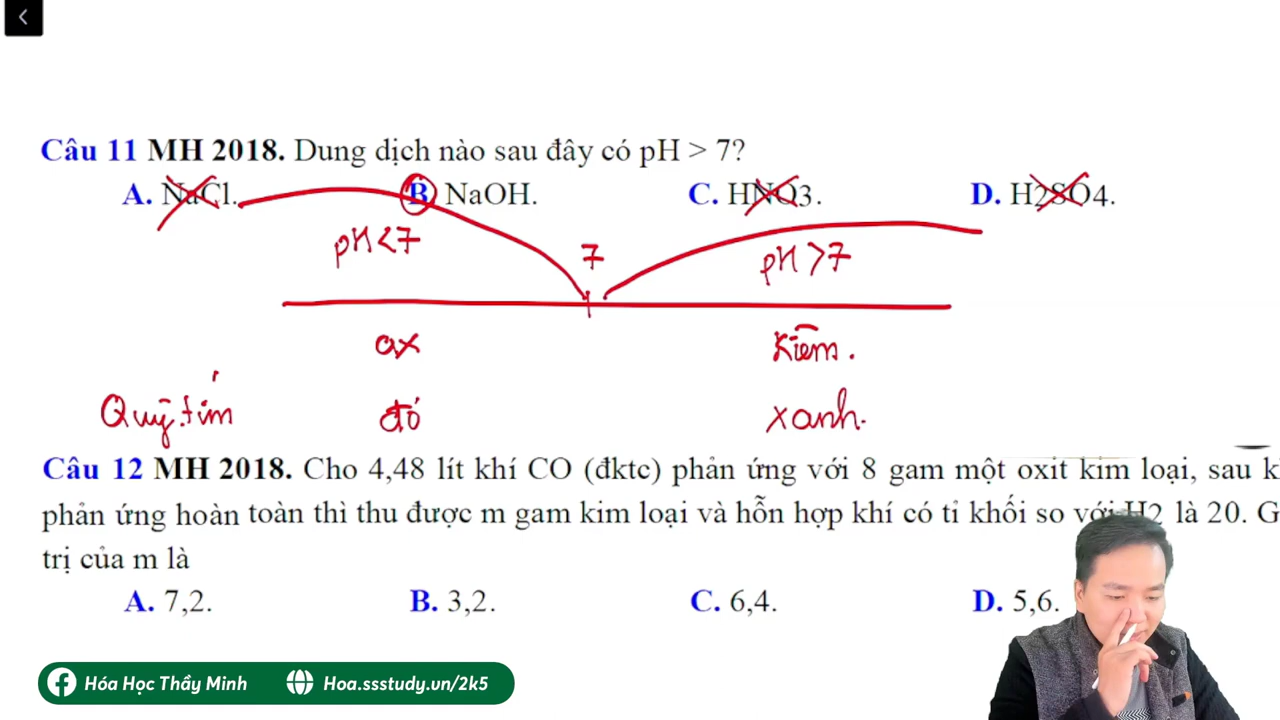 Câu 11 MH 2018. Dung dịch nào sau đây có pH > 7?
A. NaCl. B. NaOH. C. HNO3. D. H2SO4.
pH<7 7 pH>7
ax Kiềm.
Quỳ tím đỏ xanh.
Câu 12 MH 2018. Cho 4,48 lít khí CO (đktc) phản ứng với 8 gam một oxit kim loại, sau k
phản ứng hoàn toàn thì thu được m gam kim loại và hỗn hợp khí có tỉ khối so với H2 là 20. G
trị của m là
A. 7,2. B. 3,2. C. 6,4. D. 5,6.
Hóa Học Thầy Minh Hoa.ssstudy.vn/2k5